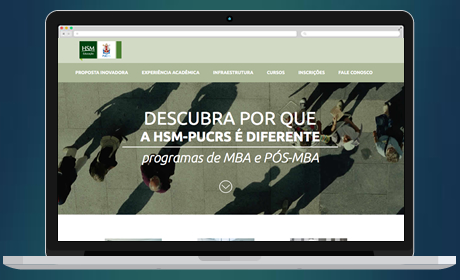 HSM
PROPOSTA INOVADORA EXPERIÊNCIA ACADÊMICA INFRAESTRUTURA CURSOS INSCRIÇÕES FALE CONOSCO
DESCUBRA POR QUE
A HSM-PUCRS É DIFERENTE
programas de MBA e PÓS-MBA